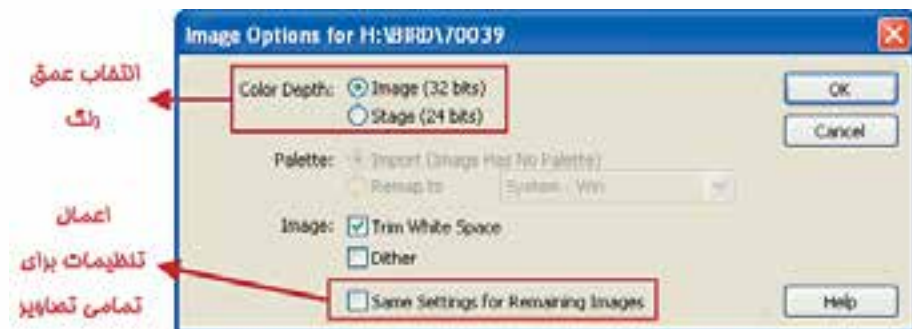 Image Options for H:\BIRD\70039
انتخاب عمق
رنگ
Color Depth: Image (32 bits)
Stage (24 bits)
OK
Cancel
Palette: Import (Image Has No Palette)
Remap to System - Win
Image: Trim White Space
Dither
اعمال
تنظیمات برای
تمامی تصاویر
Same Settings for Remaining Images
Help